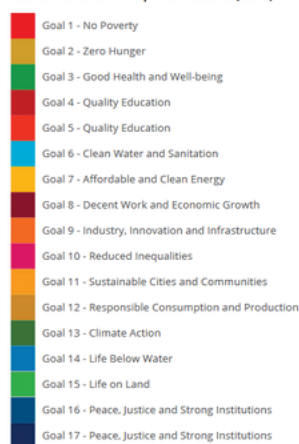 Goal 1 - No Poverty
Goal 2 - Zero Hunger
Goal 3 - Good Health and Well-being
Goal 4 - Quality Education
Goal 5 - Quality Education
Goal 6 - Clean Water and Sanitation
Goal 7 - Affordable and Clean Energy
Goal 8 - Decent Work and Economic Growth
Goal 9 - Industry, Innovation and Infrastructure
Goal 10 - Reduced Inequalities
Goal 11 - Sustainable Cities and Communities
Goal 12 - Responsible Consumption and Production
Goal 13 - Climate Action
Goal 14 - Life Below Water
Goal 15 - Life on Land
Goal 16 - Peace, Justice and Strong Institutions
Goal 17 - Peace, Justice and Strong Institutions